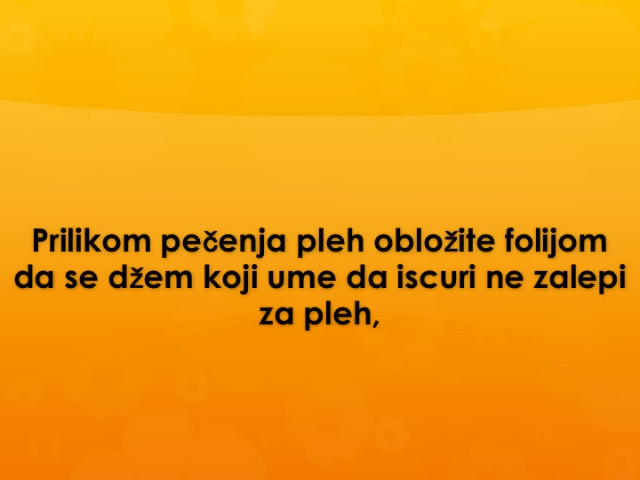 Prilikom pečenja pleh obložite folijom
da se džem koji ume da iscuri ne zalepi
za pleh,